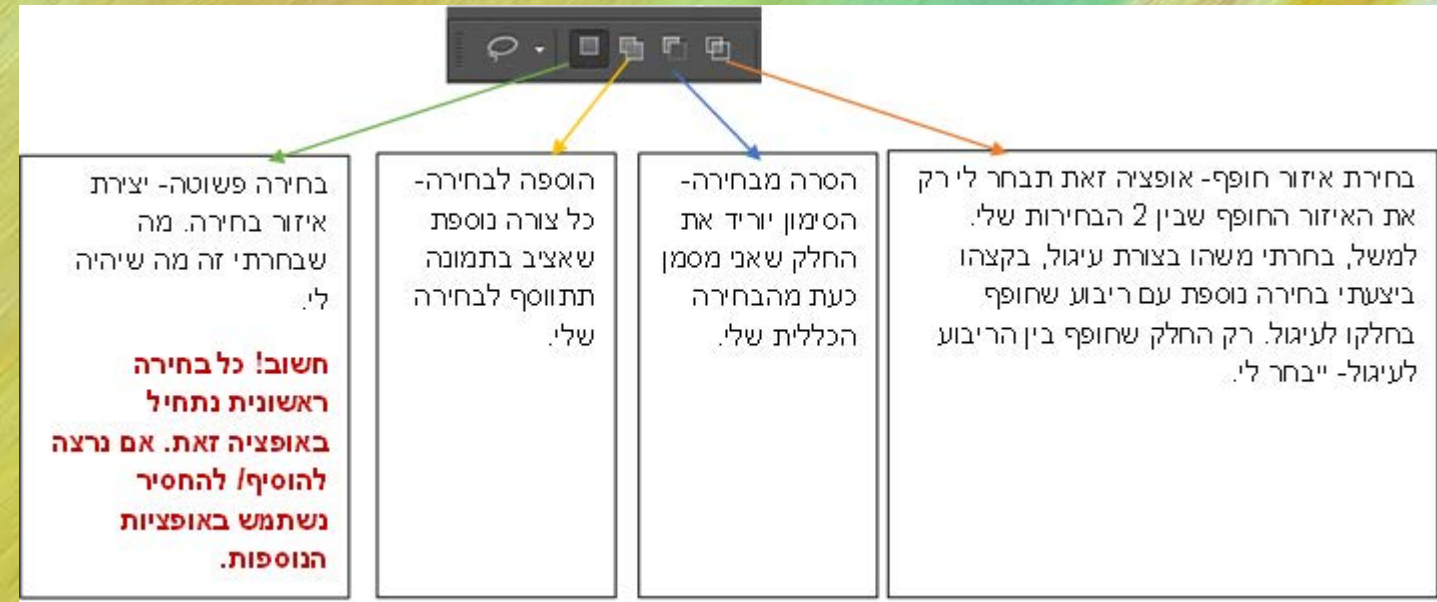 בחירה פשוטה- יצירת
איזור בחירה. מה
שבחרתי זה מה שיהיה
לי.
חשוב! כל בחירה
ראשונית נתחיל
באופציה זאת. אם נרצה
להוסיף/ להחסיר
נשתמש באופציות
הנוספות.
הוספה לבחירה-
כל צורה נוספת
שאציב בתמונה
תתווסף לבחירה
שלי.
הסרה מבחירה-
הסימון יוריד את
החלק שאני מסמן
כעת מהבחירה
הכללית שלי.
בחירת איזור חופף- אופציה זאת תבחר לי רק
את האיזור החופף שבין 2 הבחירות שלי.
למשל, בחרתי משהו בצורת עיגול, בקצהו
ביצעתי בחירה נוספת עם ריבוע שחופף
בחלקו לעיגול. רק החלק שחופף בין הריבוע
לעיגול- ייבחר לי.